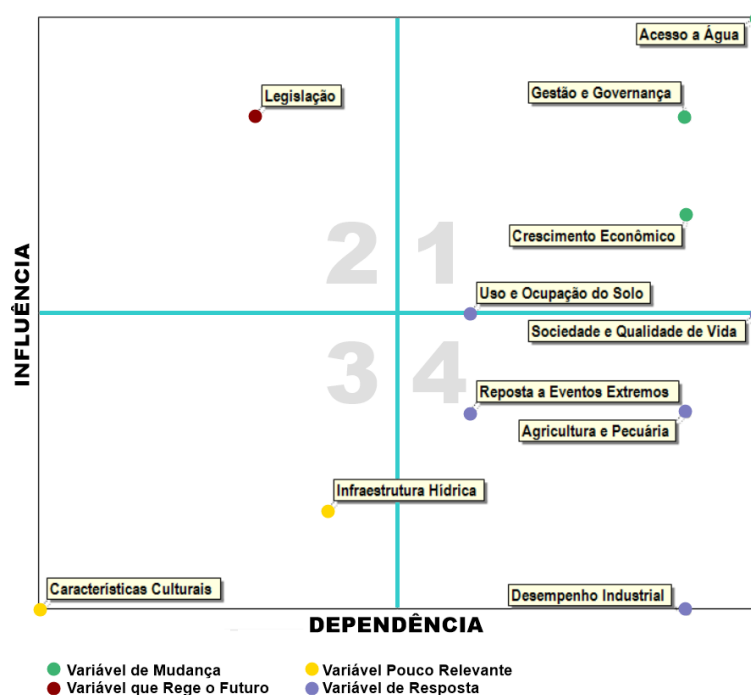 Acesso a Água
Gestão e Governança
Legislação
Crescimento Econômico
2 1
Uso e Ocupação do Solo
Sociedade e Qualidade de Vida
INFLUÊNCIA
3 4
Reposta a Eventos Extremos
Agricultura e Pecuária
Infraestrutura Hídrica
Características Culturais
Desempenho Industrial
DEPENDÊNCIA
Variável de Mudança
Variável Pouco Relevante
Variável que Rege o Futuro
Variável de Resposta